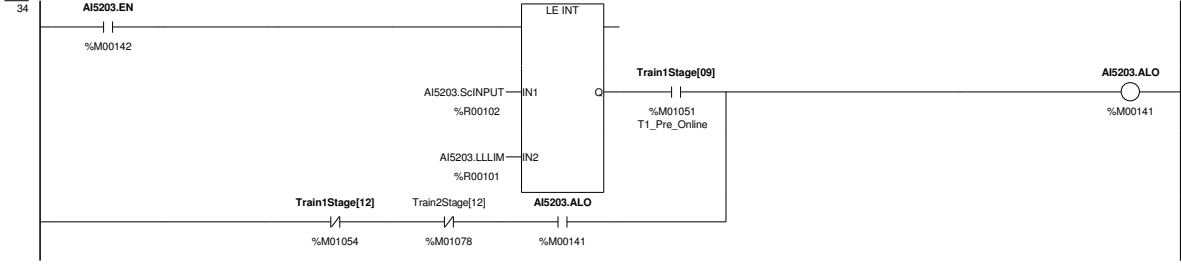 34
AI5203.EN
LE INT
%M00142
Train1Stage[09]
AI5203.ALO
AI5203.ScINPUT
IN1
Q
%R00102
%M01051
%M00141
T1_Pre_Online
AI5203.LLLIM
IN2
%R00101
Train1Stage[12]
Train2Stage[12]
AI5203.ALO
%M01054
%M01078
%M00141